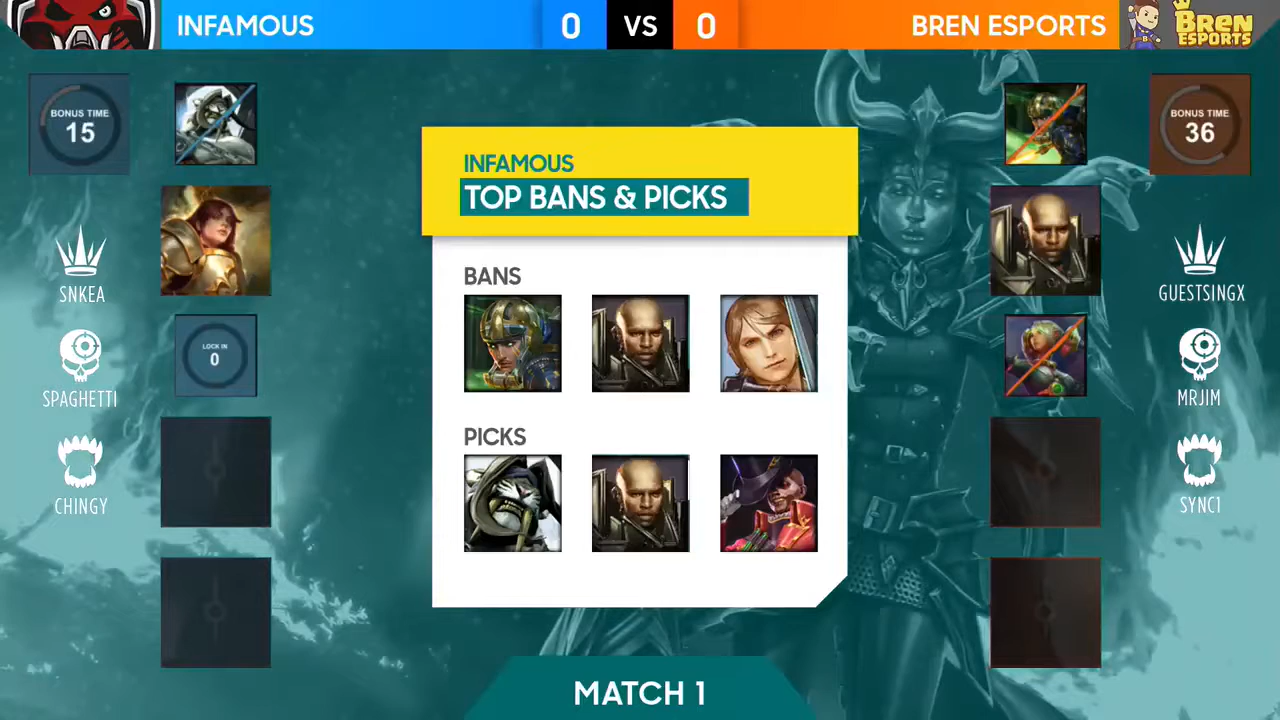 INFAMOUS
0
VS
0
BREN ESPORTS
BREN
ESPORTS
BONUS TIME
15
BONUS TIME
36
INFAMOUS
TOP BANS & PICKS
SNKEA
GUESTSINGX
BANS
LOCK IN
0
SPAGHETTI
MRJIM
PICKS
CHINGY
SYNC1
MATCH 1